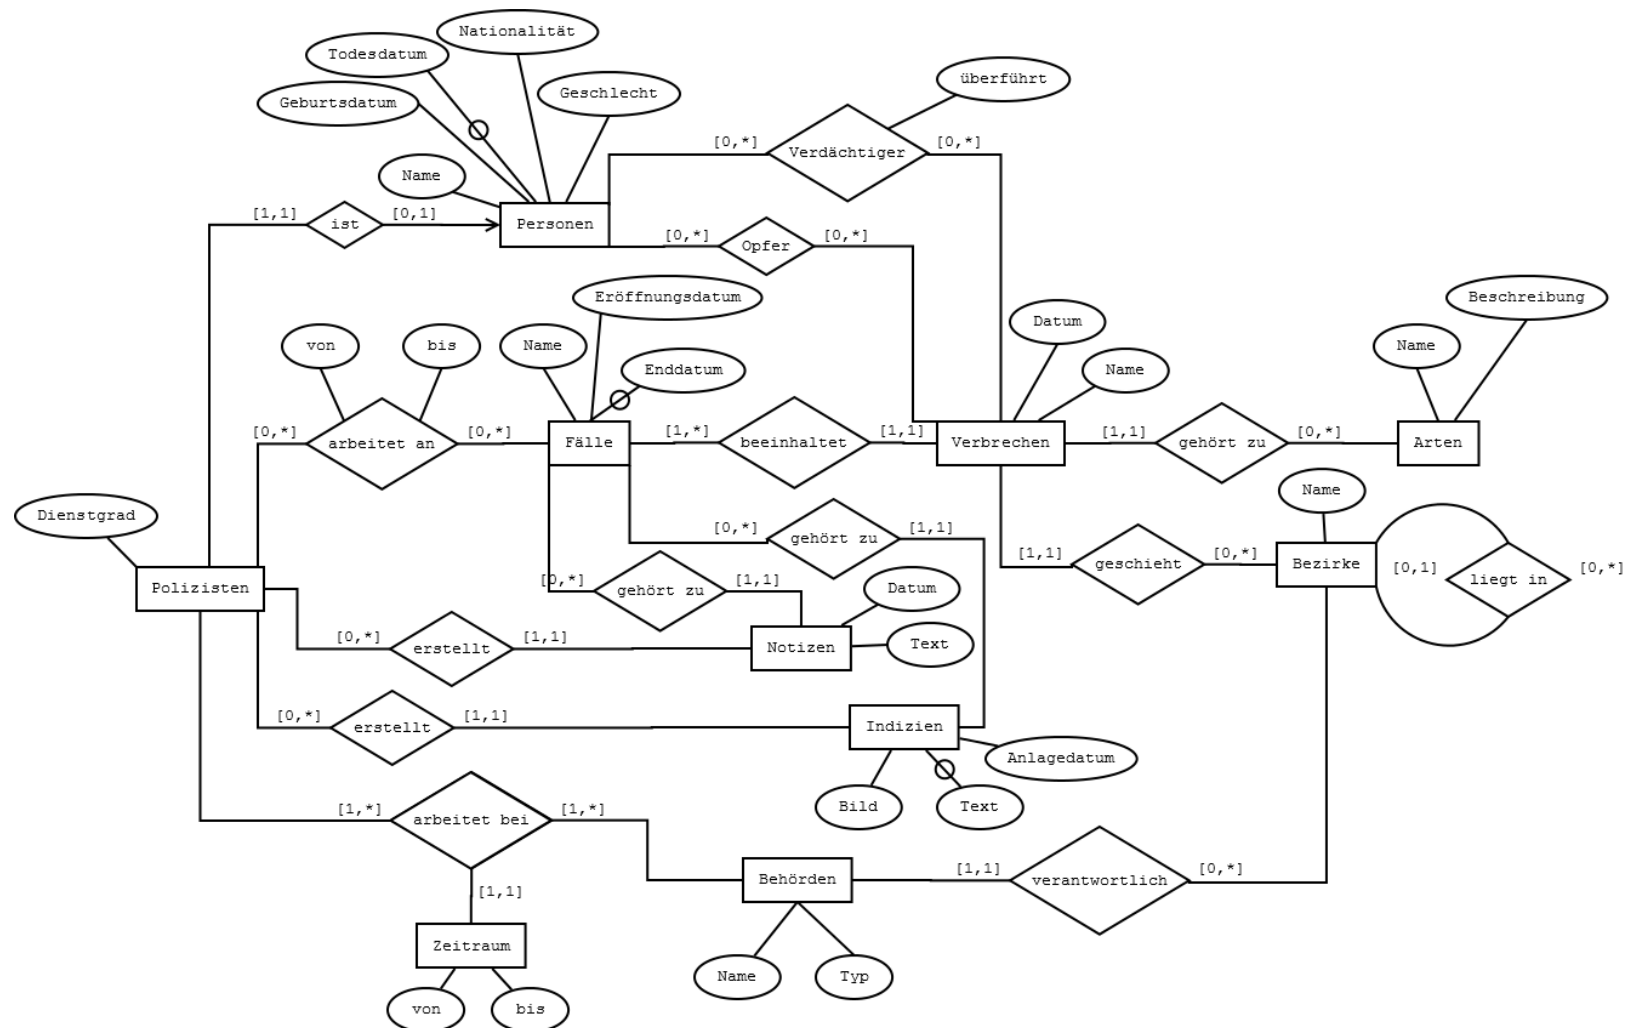 Nationalität
Todesdatum
überführt
Geschlecht
Geburtsdatum
[0,*]
[0,*]
Verdächtiger
Name
[1,1]
[0,1]
ist
Personen
[0,*]
[0,*]
Opfer
Eröffnungsdatum
Beschreibung
Datum
von
bis
Name
Name
Enddatum
Name
[0,*]
arbeitet an
[0,*]
Fälle
[1,*]
beeinhaltet
[1,1]
Verbrechen
[1,1]
gehört zu
[0,*]
Arten
Name
Dienstgrad
[0,*]
gehört zu
[1,1]
[1,1]
geschieht
[0,*]
Bezirke
[0,1]
liegt in
[0,*]
Polizisten
[0,*]
gehört zu
[1,1]
Datum
[0,*]
erstellt
[1,1]
Notizen
Text
[0,*]
erstellt
[1,1]
Indizien
Anlagedatum
Bild
Text
[1,*]
arbeitet bei
[1,*]
[1,1]
Behörden
[1,1]
verantwortlich
[0,*]
Zeitraum
Name
Typ
von
bis